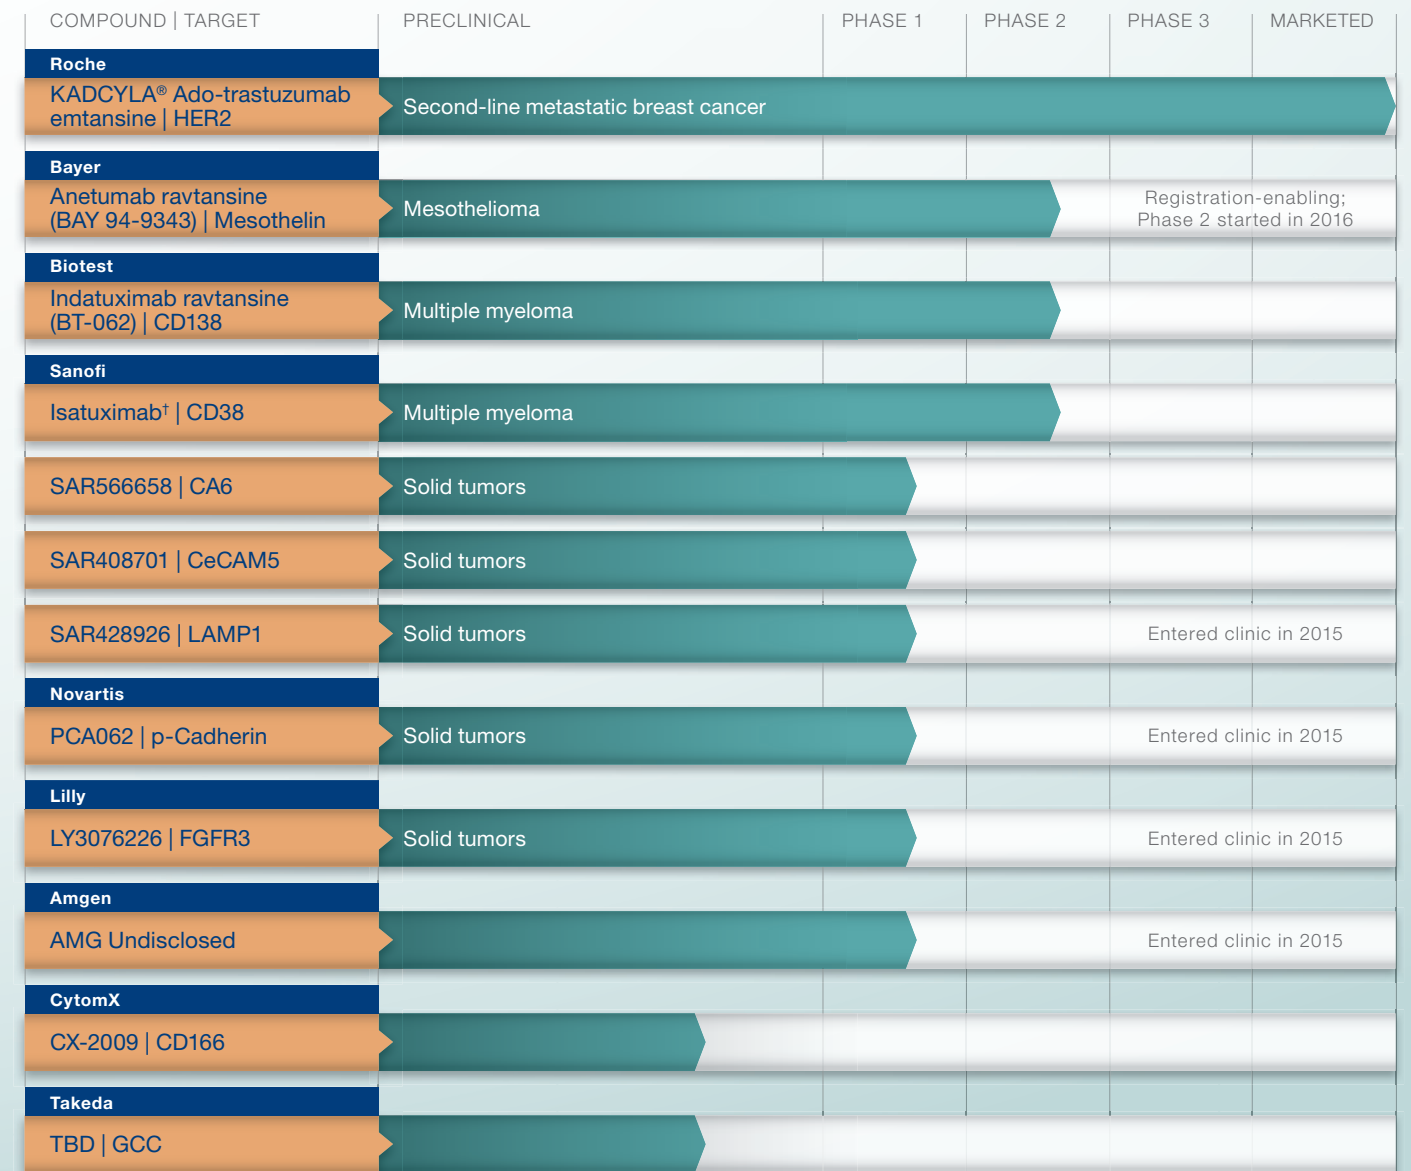 COMPOUND | TARGET PRECLINICAL PHASE 1 PHASE 2 PHASE 3 MARKETED
Roche
KADCYLA® Ado-trastuzumab
emtansine | HER2
Second-line metastatic breast cancer
Bayer
Anetumab ravtansine
(BAY 94-9343) | Mesothelin
Mesothelioma
Registration-enabling;
Phase 2 started in 2016
Biotest
Indatuximab ravtansine
(BT-062) | CD138
Multiple myeloma
Sanofi
Isatuximab† | CD38
Multiple myeloma
SAR566658 | CA6
Solid tumors
SAR408701 | CeCAM5
Solid tumors
SAR428926 | LAMP1
Solid tumors
Entered clinic in 2015
Novartis
PCA062 | p-Cadherin
Solid tumors
Entered clinic in 2015
Lilly
LY3076226 | FGFR3
Solid tumors
Entered clinic in 2015
Amgen
AMG Undisclosed
Entered clinic in 2015
CytomX
CX-2009 | CD166
Takeda
TBD | GCC